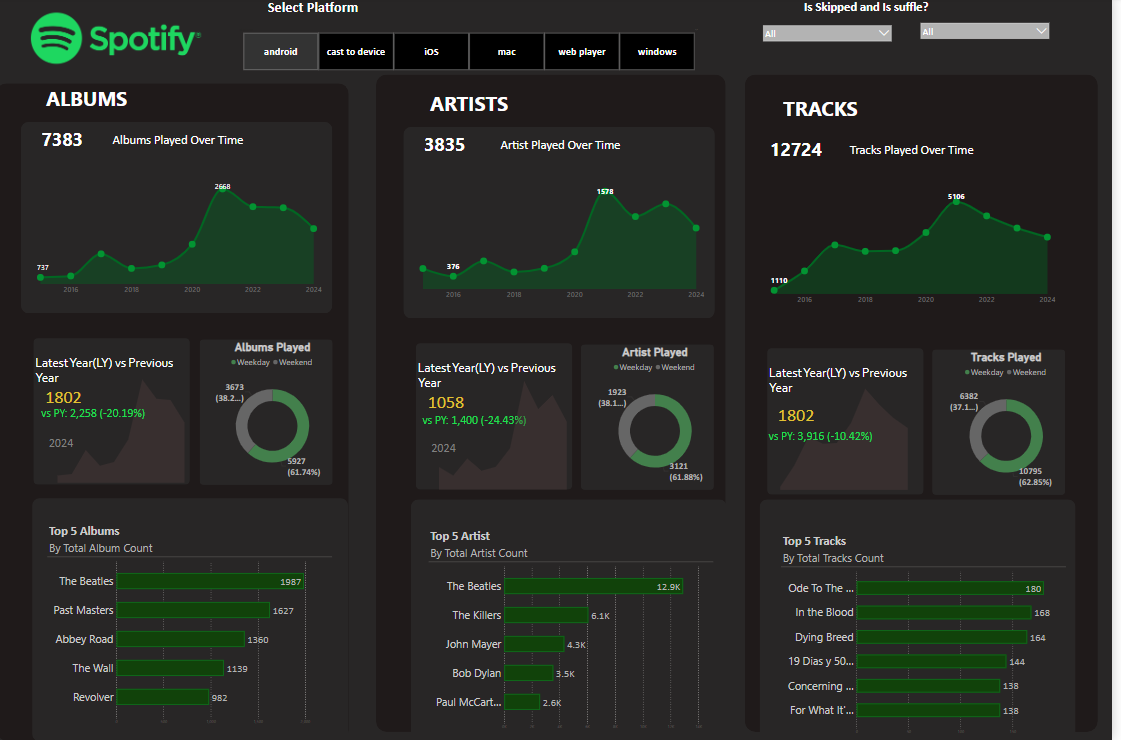 Spotify®
Select Platform
Is Skipped and Is suffle?
android
cast to device
iOS
mac
web player
windows
All
All
ALBUMS
7383
Albums Played Over Time
2668
737
2016
2018
2020
2022
2024
Latest Year(LY) vs Previous
Year
1802
vs PY: 2,258 (-20.19%)
2024
Albums Played
Weekday
Weekend
3673
(38.2...)
5927
(61.74%)
Top 5 Albums
By Total Album Count
The Beatles
1987
Past Masters
1627
Abbey Road
1360
The Wall
1139
Revolver
982
ARTISTS
3835
Artist Played Over Time
1578
376
2016
2018
2020
2022
2024
Latest Year(LY) vs Previous
Year
1058
vs PY: 1,400 (-24.43%)
2024
Artist Played
Weekday
Weekend
1923
(38.1...)
3121
(61.88%)
Top 5 Artist
By Total Artist Count
The Beatles
12.9K
The Killers
6.1K
John Mayer
4.3K
Bob Dylan
3.5K
Paul McCart...
2.6K
TRACKS
12724
Tracks Played Over Time
5106
1110
2016
2018
2020
2022
2024
Latest Year(LY) vs Previous
Year
1802
vs PY: 3,916 (-10.42%)
Tracks Played
Weekday
Weekend
6382
(37.1...)
10795
(62.85%)
Top 5 Tracks
By Total Tracks Count
Ode To The ...
180
In the Blood
168
Dying Breed
164
19 Dias y 50...
144
Concerning ...
138
For What It'...
138